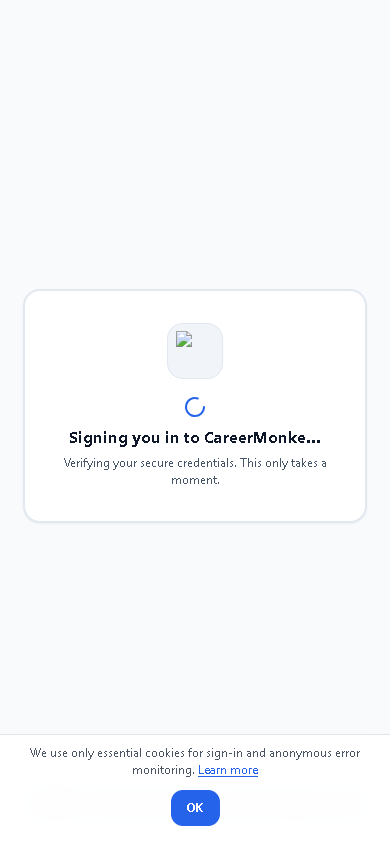 Signing you in to CareerMonke...
Verifying your secure credentials. This only takes a
moment.
We use only essential cookies for sign-in and anonymous error
monitoring. Learn more
OK